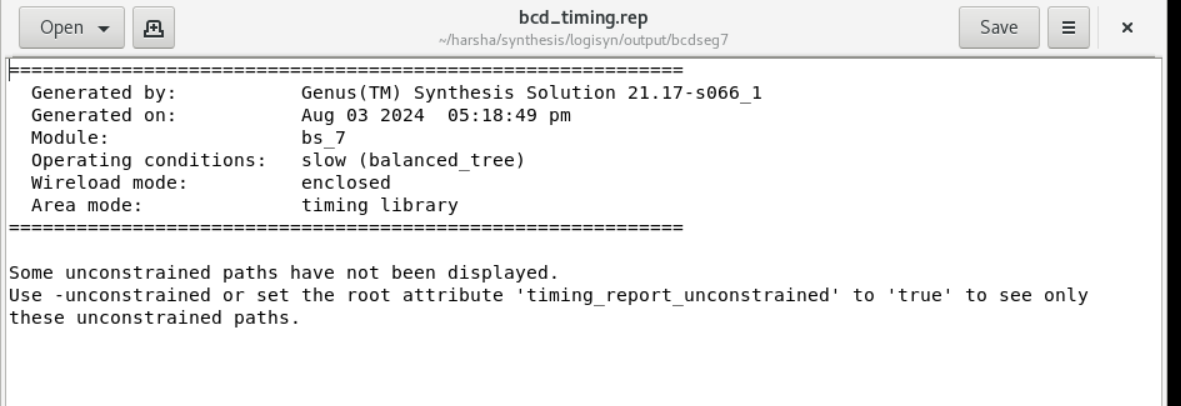 Open
bcd_timing.rep
~/harsha/synthesis/logisyn/output/bcdseg7
Save
============================================================
Generated by: Genus(TM) Synthesis Solution 21.17-s066_1
Generated on: Aug 03 2024  05:18:49 pm
Module: bs_7
Operating conditions: slow (balanced_tree)
Wireload mode: enclosed
Area mode: timing library
============================================================
Some unconstrained paths have not been displayed.
Use -unconstrained or set the root attribute 'timing_report_unconstrained' to 'true' to see only
these unconstrained paths.